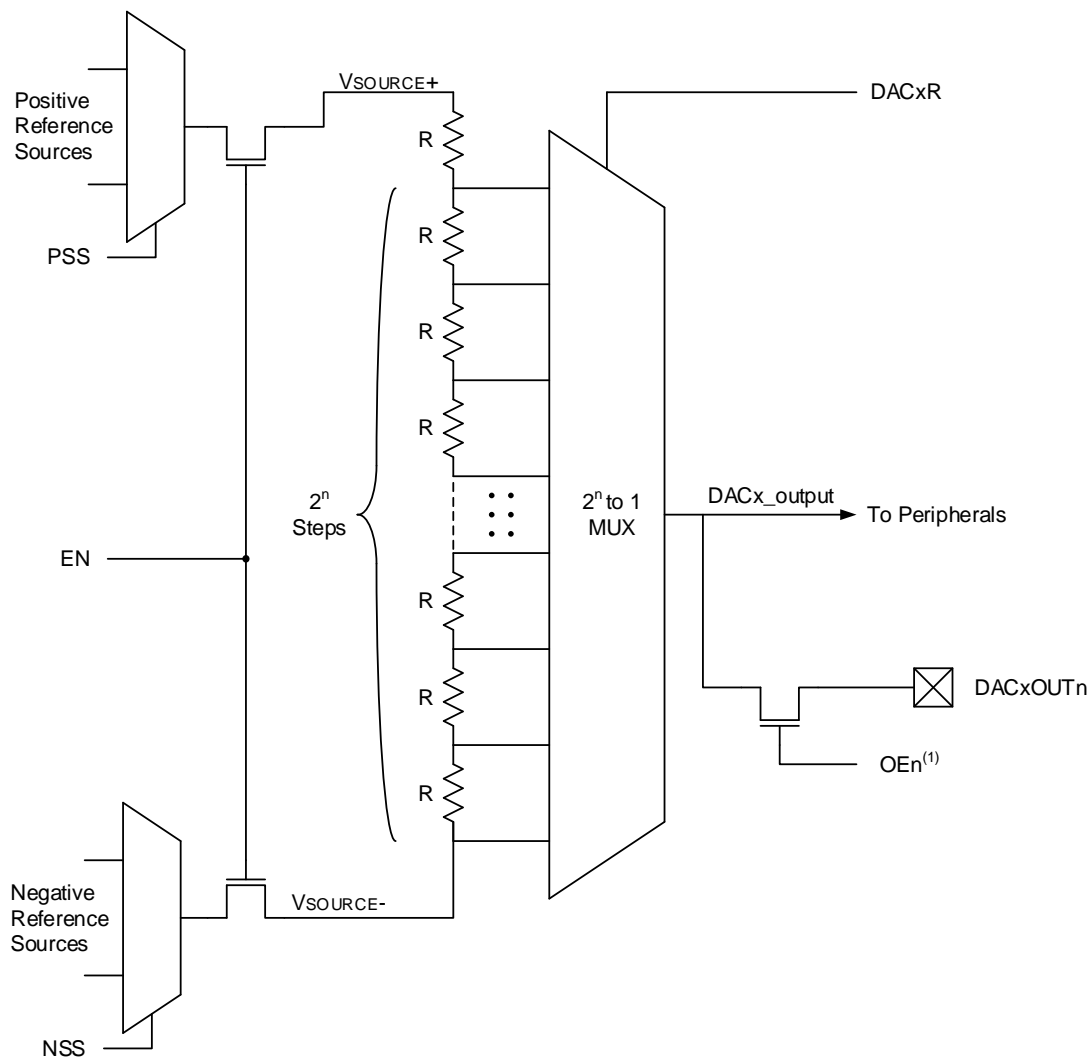 VSOURCE+
DACxR
Positive
Reference
Sources
R
R
PSS
R
R
2ⁿ
Steps
2ⁿ to 1
MUX
DACx_output
To Peripherals
EN
R
R
DACxOUTn
OEn⁽¹⁾
R
Negative
Reference
Sources
VSOURCE-
NSS